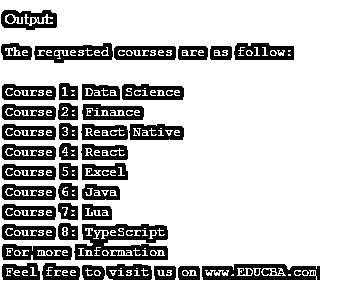 Output:
The requested courses are as follow:
Course 1: Data Science
Course 2: Finance
Course 3: React Native
Course 4: React
Course 5: Excel
Course 6: Java
Course 7: Lua
Course 8: TypeScript
For more Information
Feel free to visit us on www.EDUCBA.com